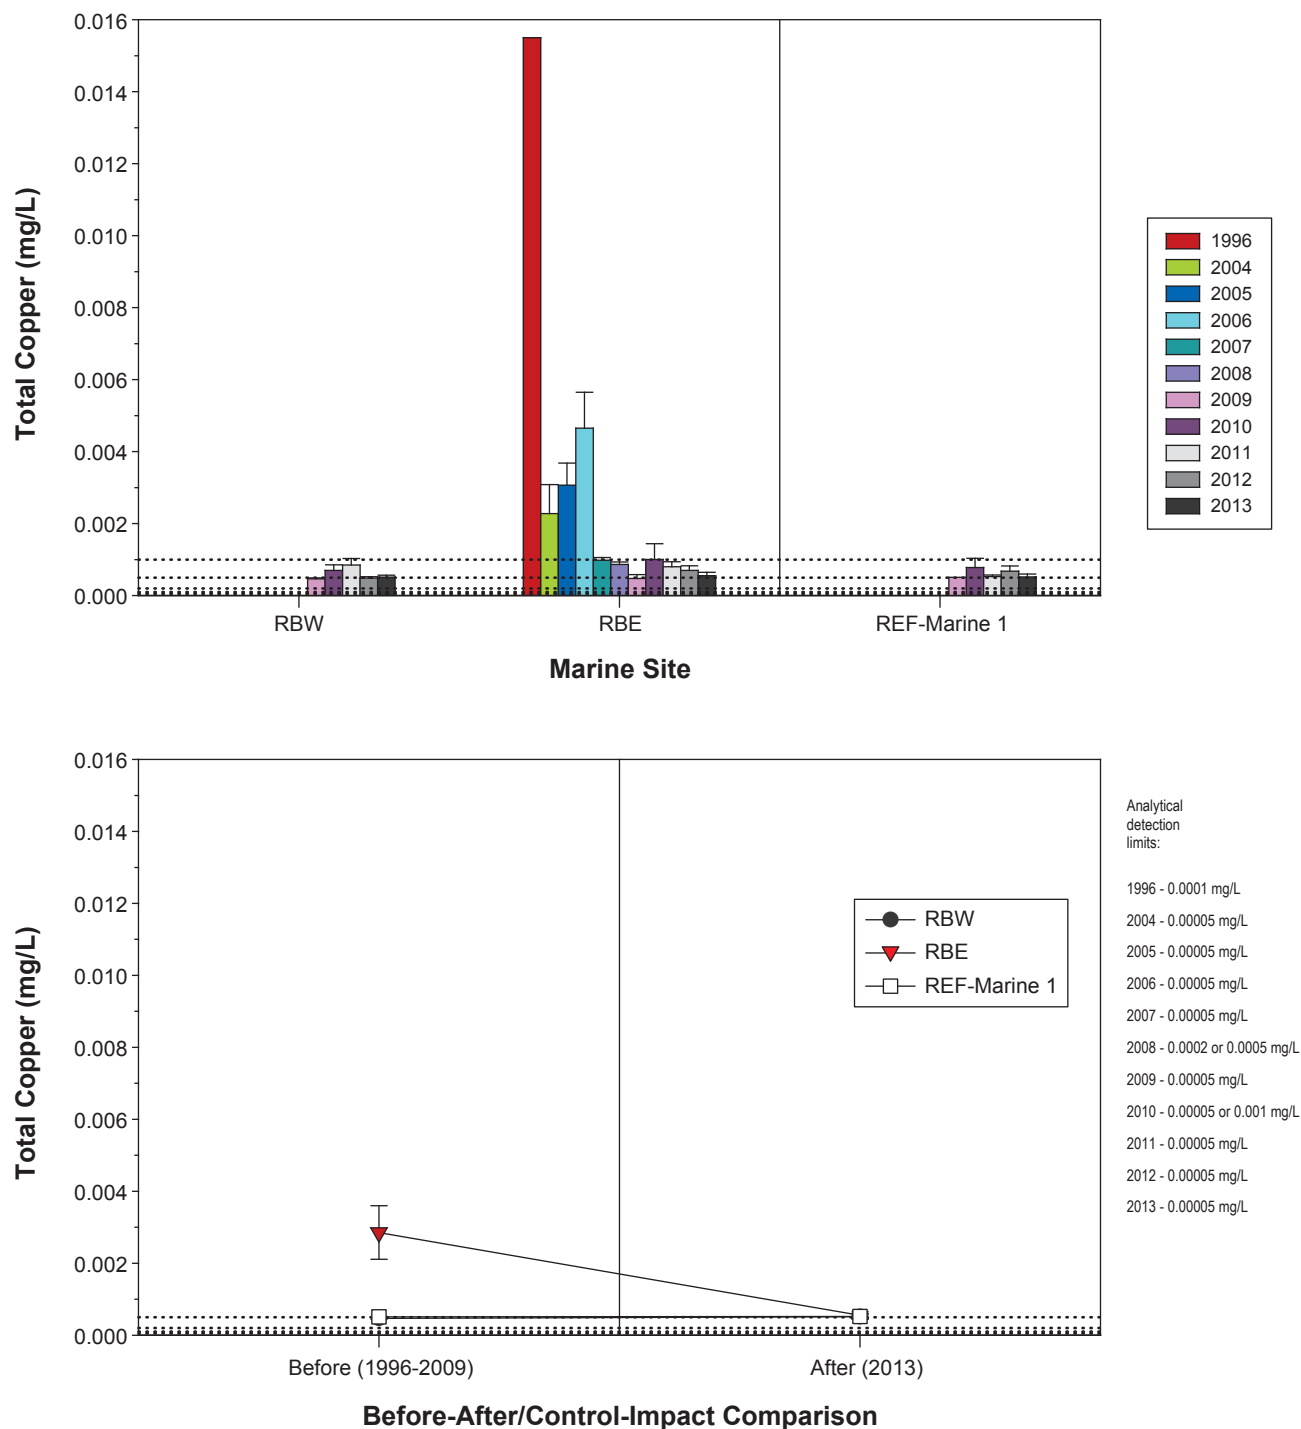 Total Copper (mg/L)
0.016
0.014
0.012
0.010
0.008
0.006
0.004
0.002
0.000
RBW
RBE
REF-Marine 1
Marine Site
1996
2004
2005
2006
2007
2008
2009
2010
2011
2012
2013
Total Copper (mg/L)
0.016
0.014
0.012
0.010
0.008
0.006
0.004
0.002
0.000
Before (1996-2009)
After (2013)
Before-After/Control-Impact Comparison
RBW
RBE
REF-Marine 1
Analytical
detection
limits:
1996 - 0.0001 mg/L
2004 - 0.00005 mg/L
2005 - 0.00005 mg/L
2006 - 0.00005 mg/L
2007 - 0.00005 mg/L
2008 - 0.0002 or 0.0005 mg/L
2009 - 0.00005 mg/L
2010 - 0.00005 or 0.001 mg/L
2011 - 0.00005 mg/L
2012 - 0.00005 mg/L
2013 - 0.00005 mg/L